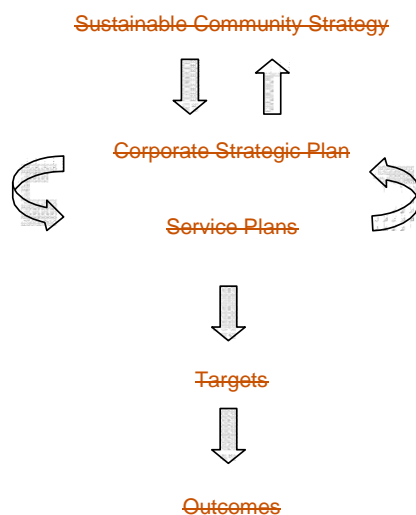 Sustainable Community Strategy
Corporate Strategic Plan
Service Plans
Targets
Outcomes